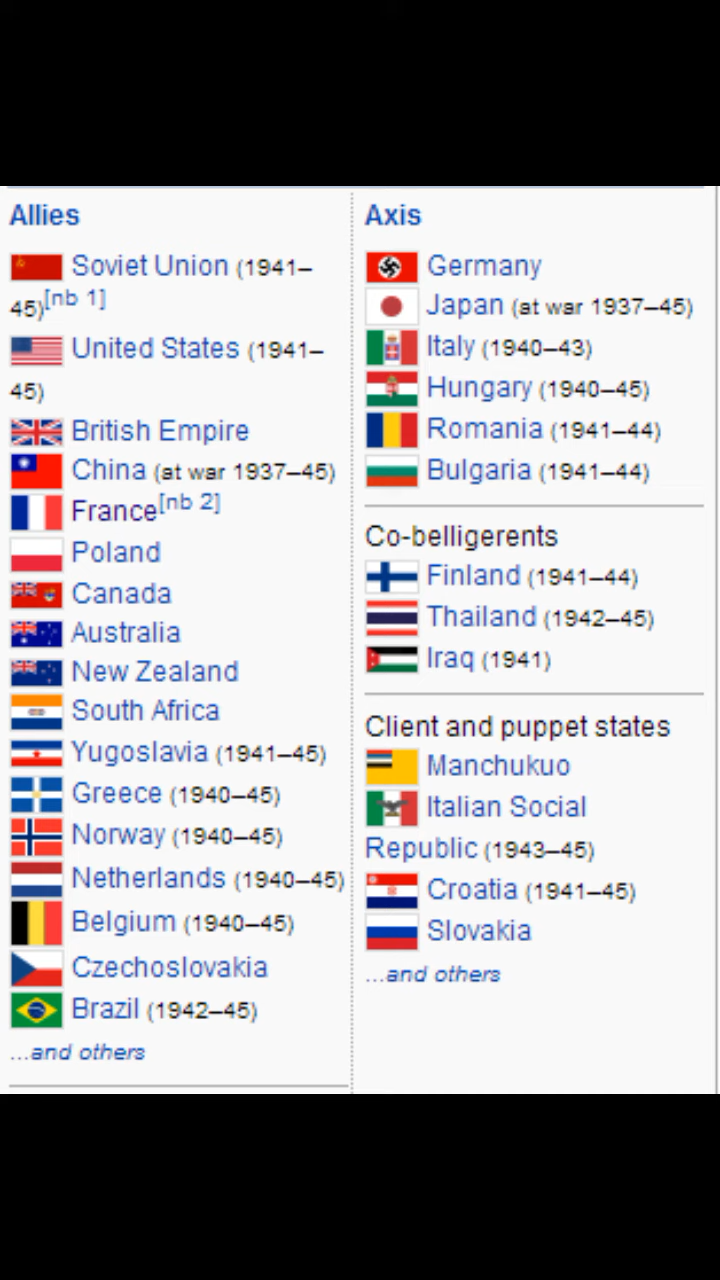 Allies
Soviet Union (1941–
45)[nb 1]
United States (1941–
45)
British Empire
China (at war 1937–45)
France[nb 2]
Poland
Canada
Australia
New Zealand
South Africa
Yugoslavia (1941–45)
Greece (1940–45)
Norway (1940–45)
Netherlands (1940–45)
Belgium (1940–45)
Czechoslovakia
Brazil (1942–45)
...and others
Axis
Germany
Japan (at war 1937–45)
Italy (1940–43)
Hungary (1940–45)
Romania (1941–44)
Bulgaria (1941–44)
Co-belligerents
Finland (1941–44)
Thailand (1942–45)
Iraq (1941)
Client and puppet states
Manchukuo
Italian Social
Republic (1943–45)
Croatia (1941–45)
Slovakia
...and others